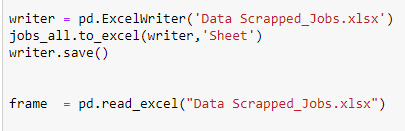 writer = pd.ExcelWriter('Data Scrapped_Jobs.xlsx')
jobs_all.to_excel(writer,'Sheet')
writer.save()
frame  = pd.read_excel("Data Scrapped_Jobs.xlsx")